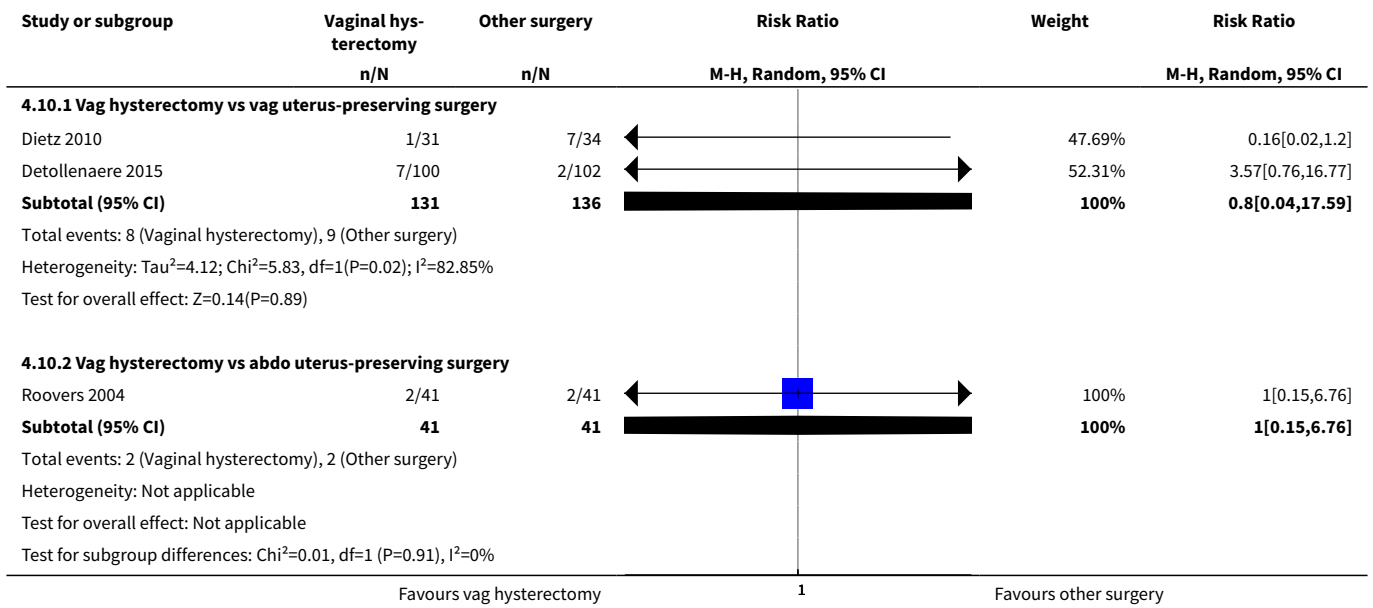 Study or subgroup Vaginal hys- Other surgery Risk Ratio Weight Risk Ratio
terectomy
n/N n/N M-H, Random, 95% CI M-H, Random, 95% CI
4.10.1 Vag hysterectomy vs vag uterus-preserving surgery
Dietz 2010 1/31 7/34 47.69% 0.16[0.02,1.2]
Detollenaere 2015 7/100 2/102 52.31% 3.57[0.76,16.77]
Subtotal (95% CI) 131 136 100% 0.8[0.04,17.59]
Total events: 8 (Vaginal hysterectomy), 9 (Other surgery)
Heterogeneity: Tau²=4.12; Chi²=5.83, df=1(P=0.02); I²=82.85%
Test for overall effect: Z=0.14(P=0.89)
4.10.2 Vag hysterectomy vs abdo uterus-preserving surgery
Roovers 2004 2/41 2/41 100% 1[0.15,6.76]
Subtotal (95% CI) 41 41 100% 1[0.15,6.76]
Total events: 2 (Vaginal hysterectomy), 2 (Other surgery)
Heterogeneity: Not applicable
Test for overall effect: Not applicable
Test for subgroup differences: Chi²=0.01, df=1 (P=0.91), I²=0%
Favours vag hysterectomy 1 Favours other surgery